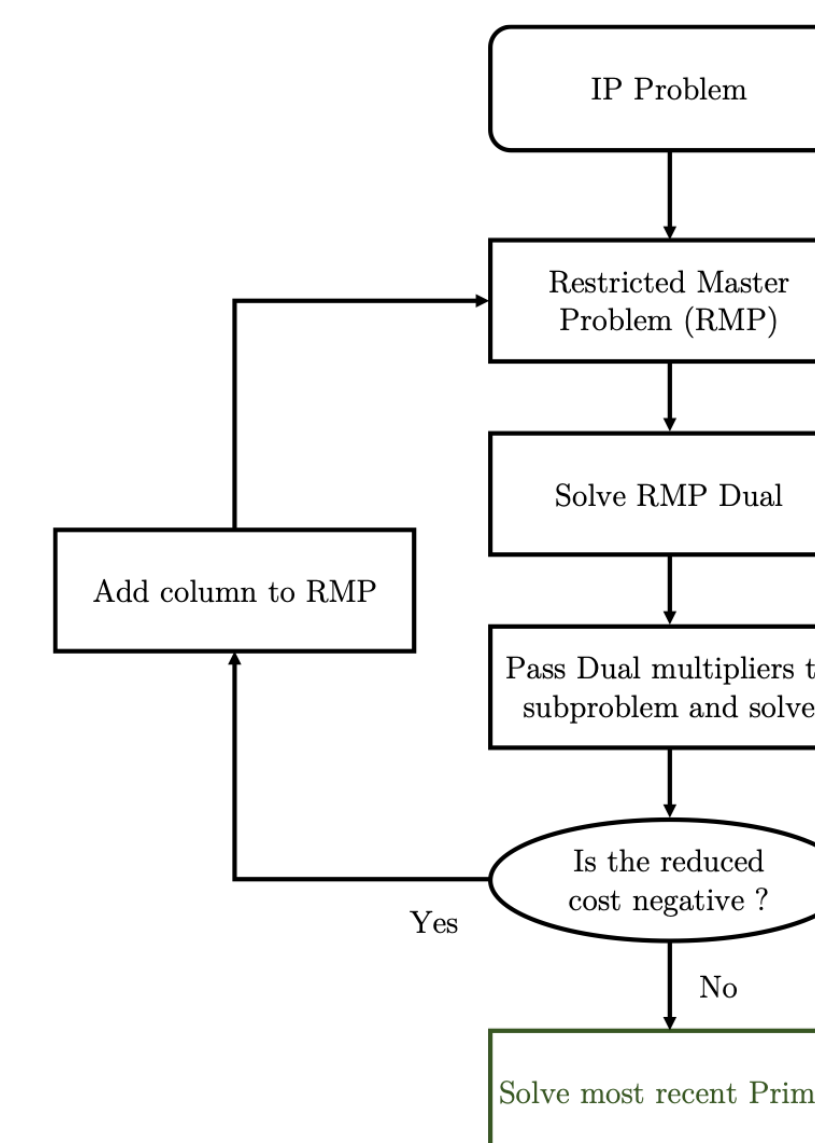 IP Problem
Restricted Master
Problem (RMP)
Solve RMP Dual
Add column to RMP
Pass Dual multipliers t
subproblem and solve
Is the reduced
cost negative ?
Yes
No
Solve most recent Prim